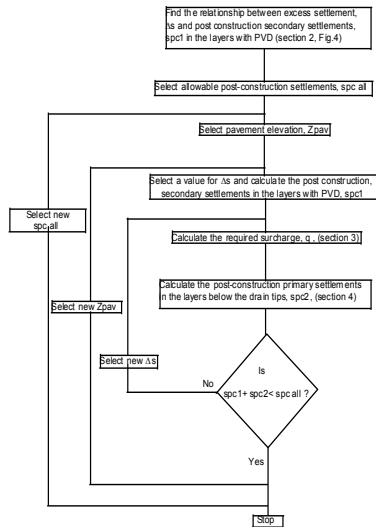 Find the relationship between excess settlement,
Δs and post construction secondary settlements,
spc1 in the layers with PVD (section 2, Fig.4)
Select allowable post-construction settlements, spc all
Select pavement elevation, Zpav
Select a value for Δs and calculate the post construction,
secondary settlements in the layers with PVD, spc1
Select new
spc all
Calculate the required surcharge, q , (section 3)
Calculate the post-construction primary settlements
in the layers below the drain tips, spc2, (section 4)
Select new Zpav
Select new Δs
Is
No
spc1+ spc2< spc all ?
Yes
Stop